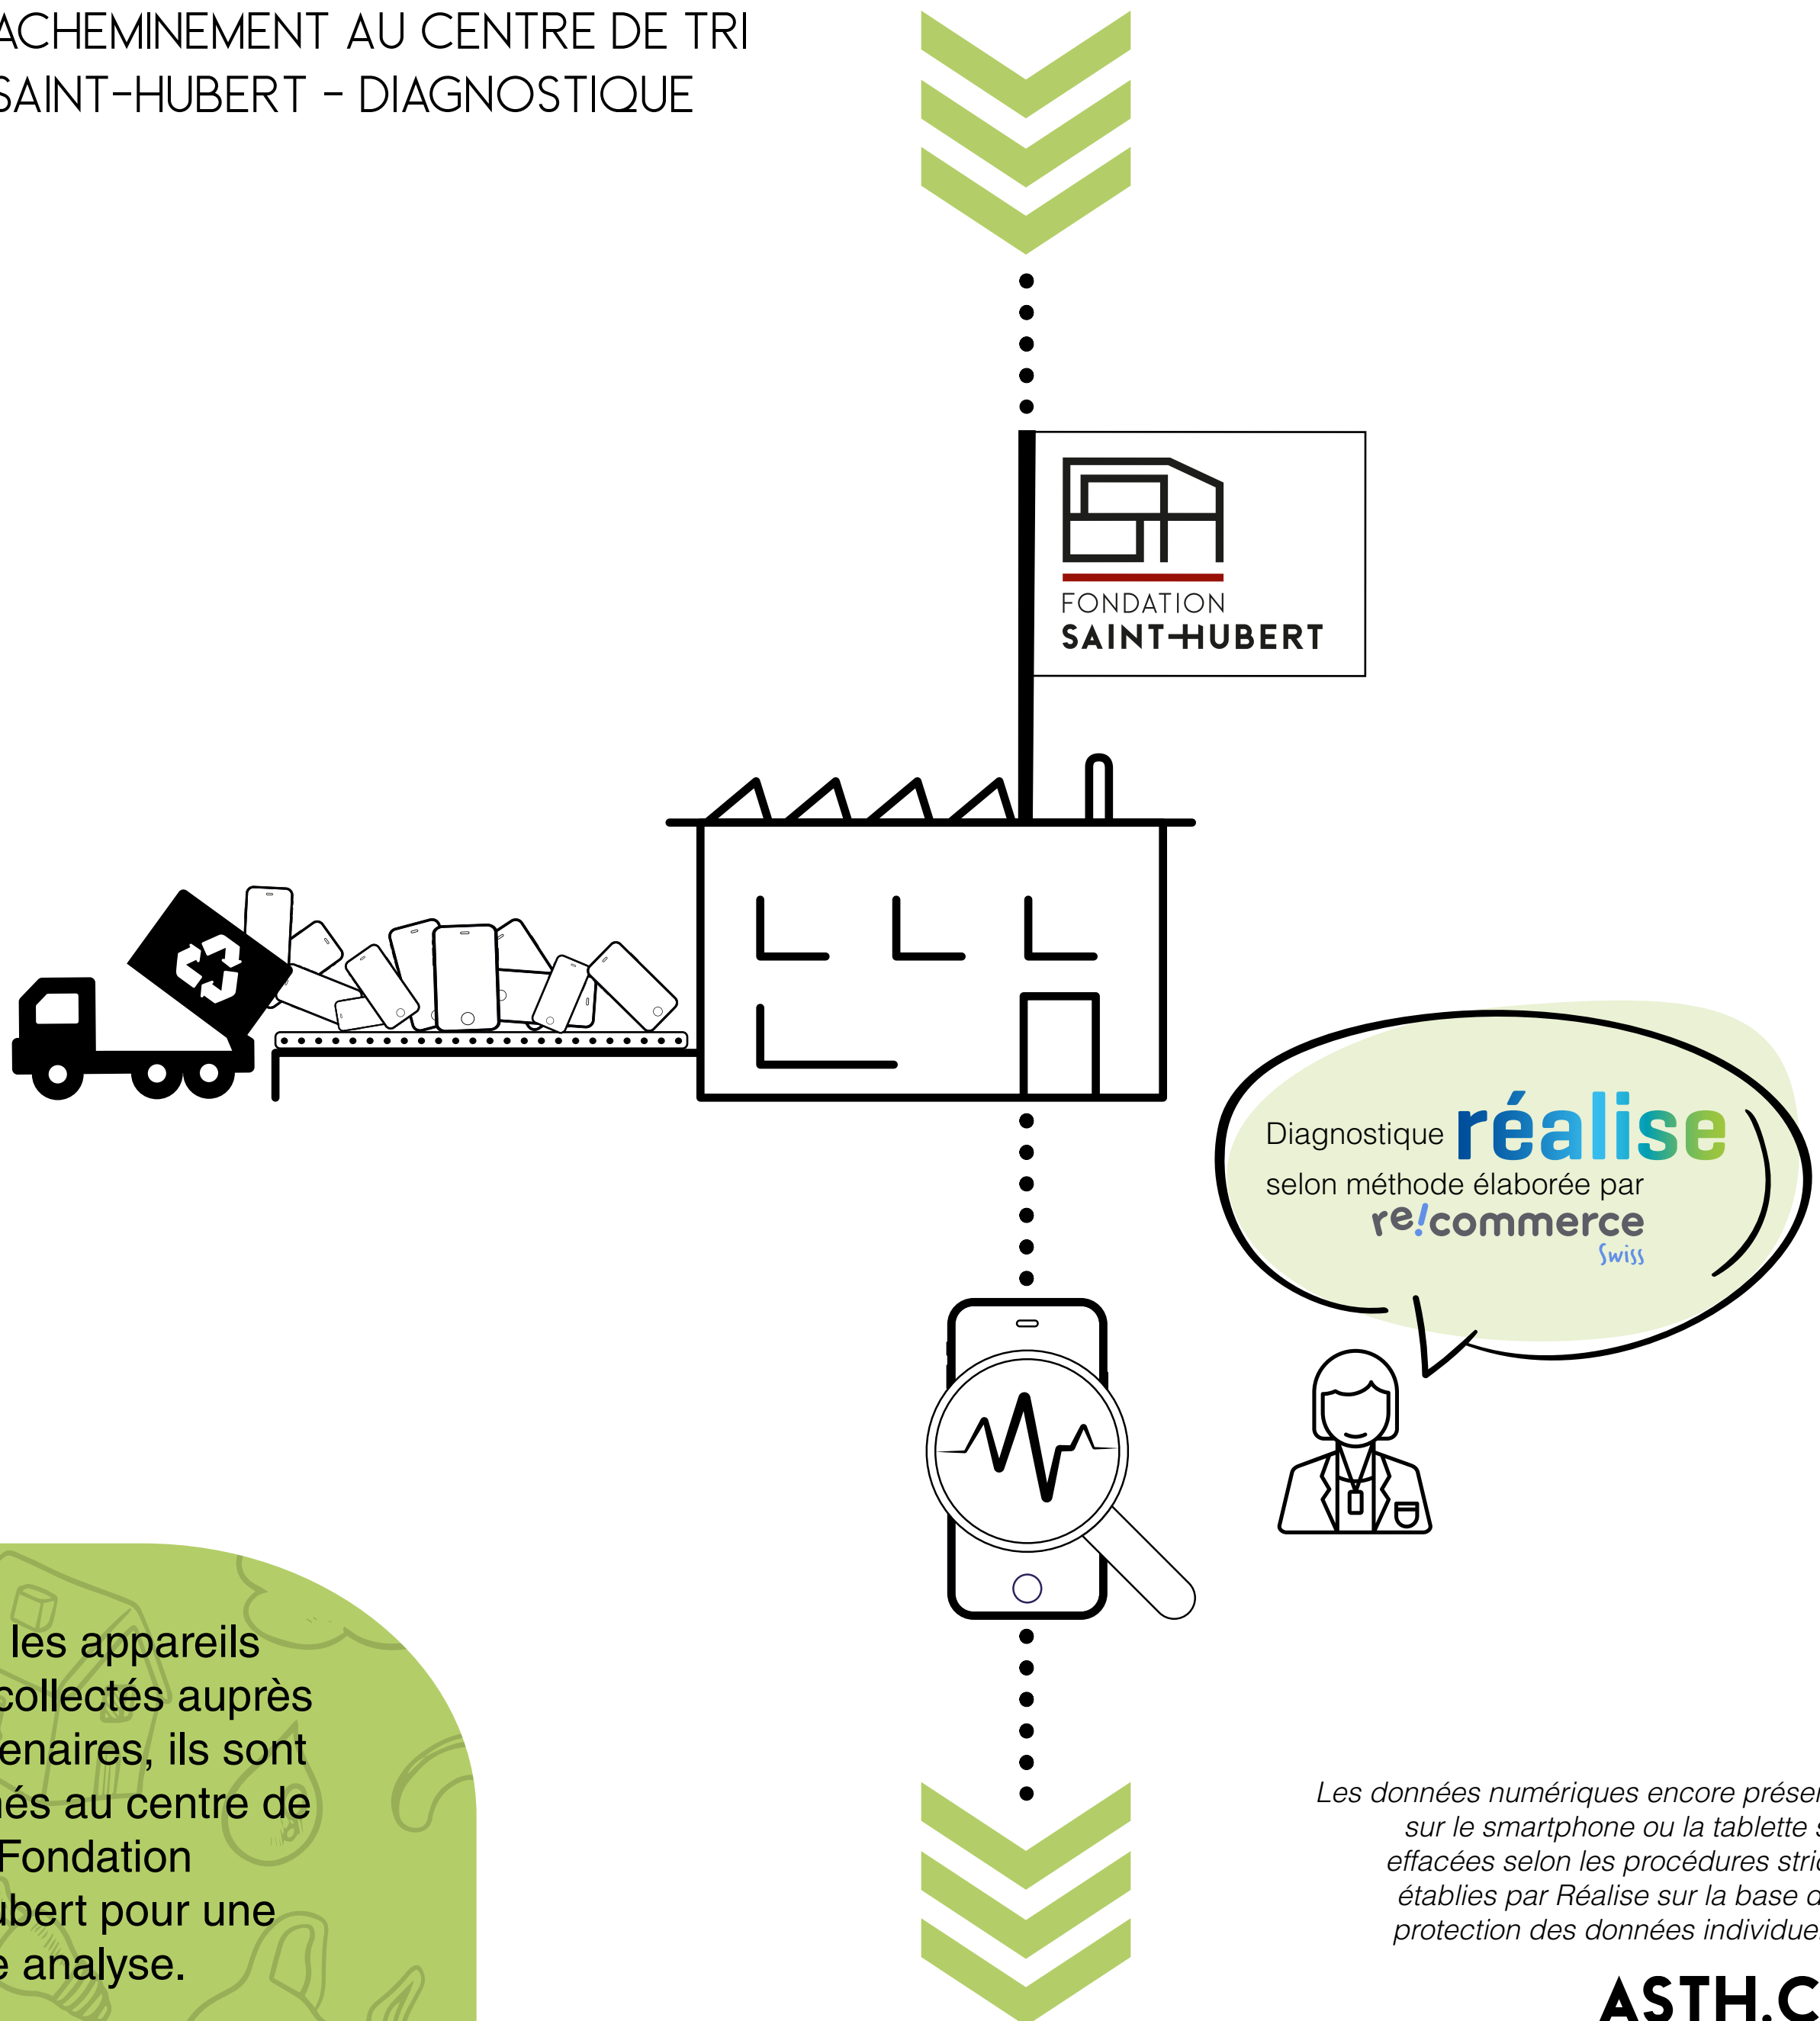 ACHEMINEMENT AU CENTRE DE TRI
SAINT-HUBERT - DIAGNOSTIQUE
FONDATION
SAINT-HUBERT
Diagnostique réalise
selon méthode élaborée par
re!commerce
Swiss
les appareils
collectés auprès
enaires, ils sont
nés au centre de
Fondation
ubert pour une
e analyse.
Les données numériques encore présen
sur le smartphone ou la tablette s
effacées selon les procédures stric
établies par Réalise sur la base d
protection des données individue
ASTH.C